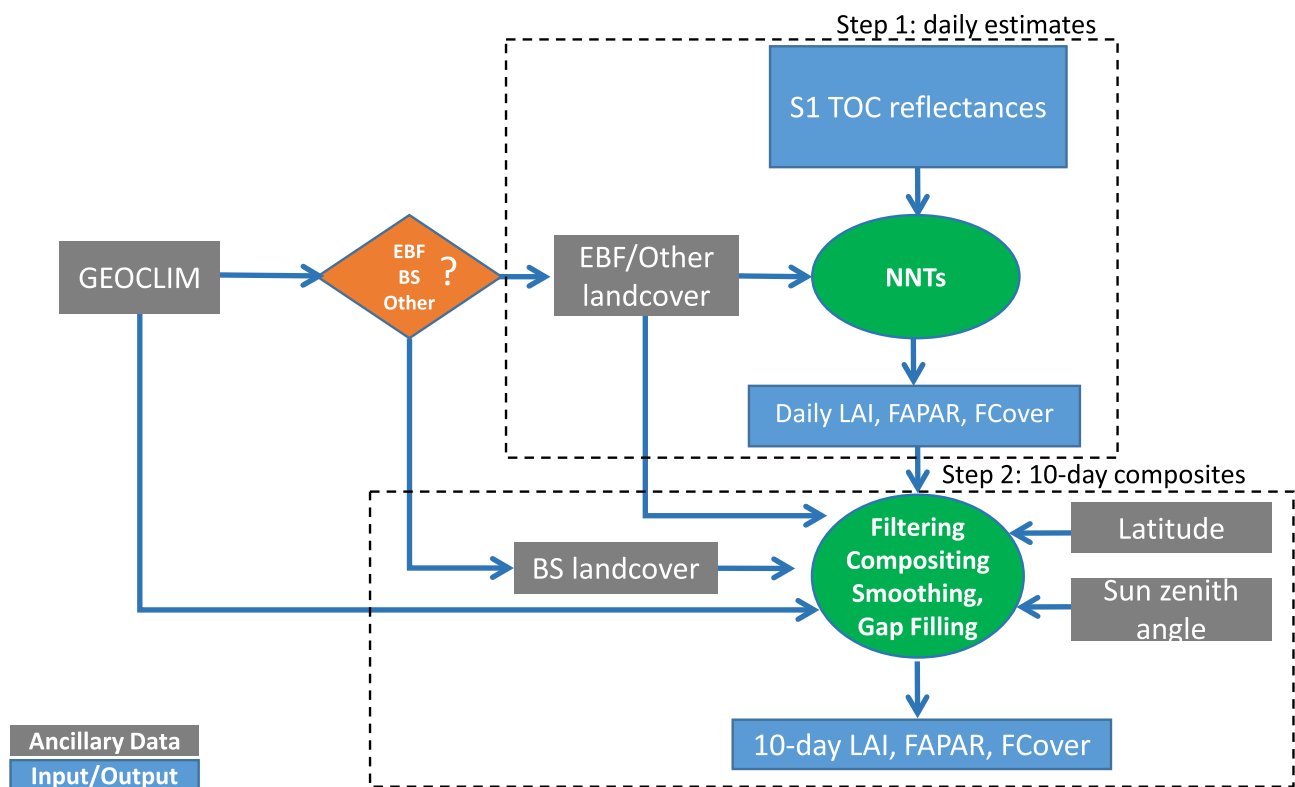 Step 1: daily estimates
S1 TOC reflectances
GEOCLIM
EBF
BS
Other
?
EBF/Other
landcover
NNTs
Daily LAI, FAPAR, FCover
Step 2: 10-day composites
Filtering
Compositing
Smoothing,
Gap Filling
Latitude
BS landcover
Sun zenith
angle
10-day LAI, FAPAR, FCover
Ancillary Data
Input/Output